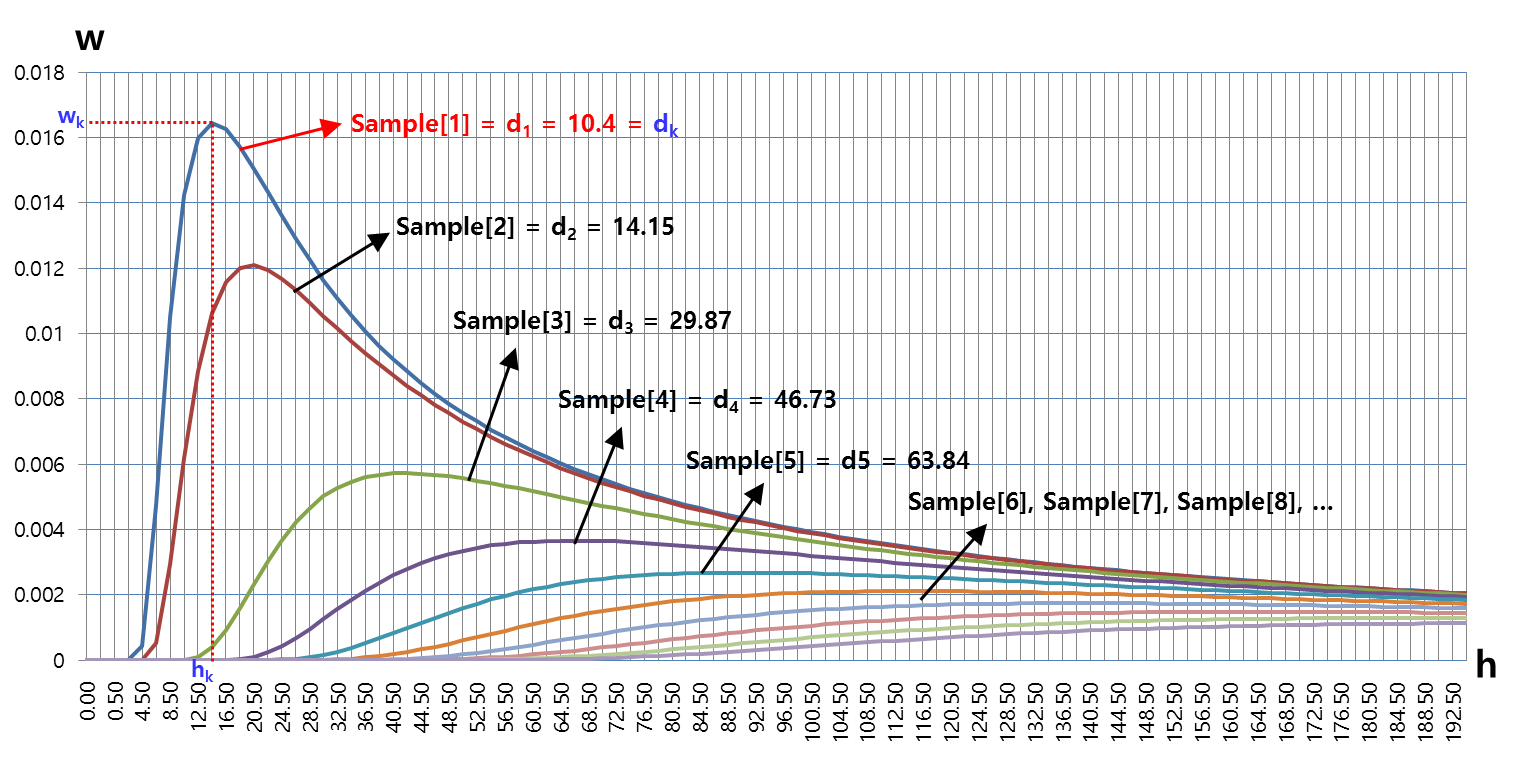 w
0.018
wk
Sample[1] = d1 = 10.4 = dk
0.016
0.014
Sample[2] = d2 = 14.15
0.012
Sample[3] = d3 = 29.87
0.01
Sample[4] = d4 = 46.73
0.008
Sample[5] = d5 = 63.84
0.006
Sample[6], Sample[7], Sample[8], ...
0.004
0.002
0
hk
h
0.00 0.50 4.50 8.50 12.50 16.50 20.50 24.50 28.50 32.50 36.50 40.50 44.50 48.50 52.50 56.50 60.50 64.50 68.50 72.50 76.50 80.50 84.50 88.50 92.50 96.50 100.50 104.50 108.50 112.50 116.50 120.50 124.50 128.50 132.50 136.50 140.50 144.50 148.50 152.50 156.50 160.50 164.50 168.50 172.50 176.50 180.50 184.50 188.50 192.50